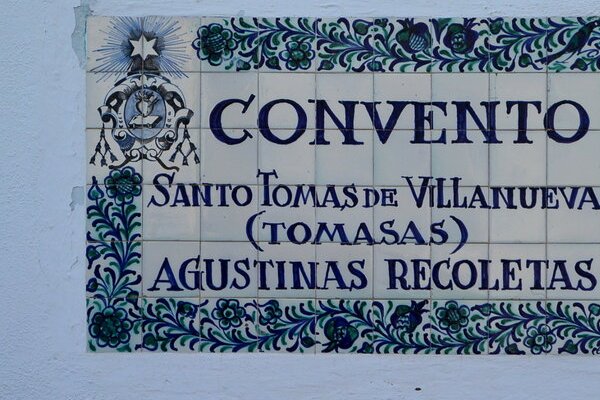 CONVENTO
SANTO TOMAS DE VILLANUEVA
(TOMASAS)
AGUSTINAS RECOLETAS